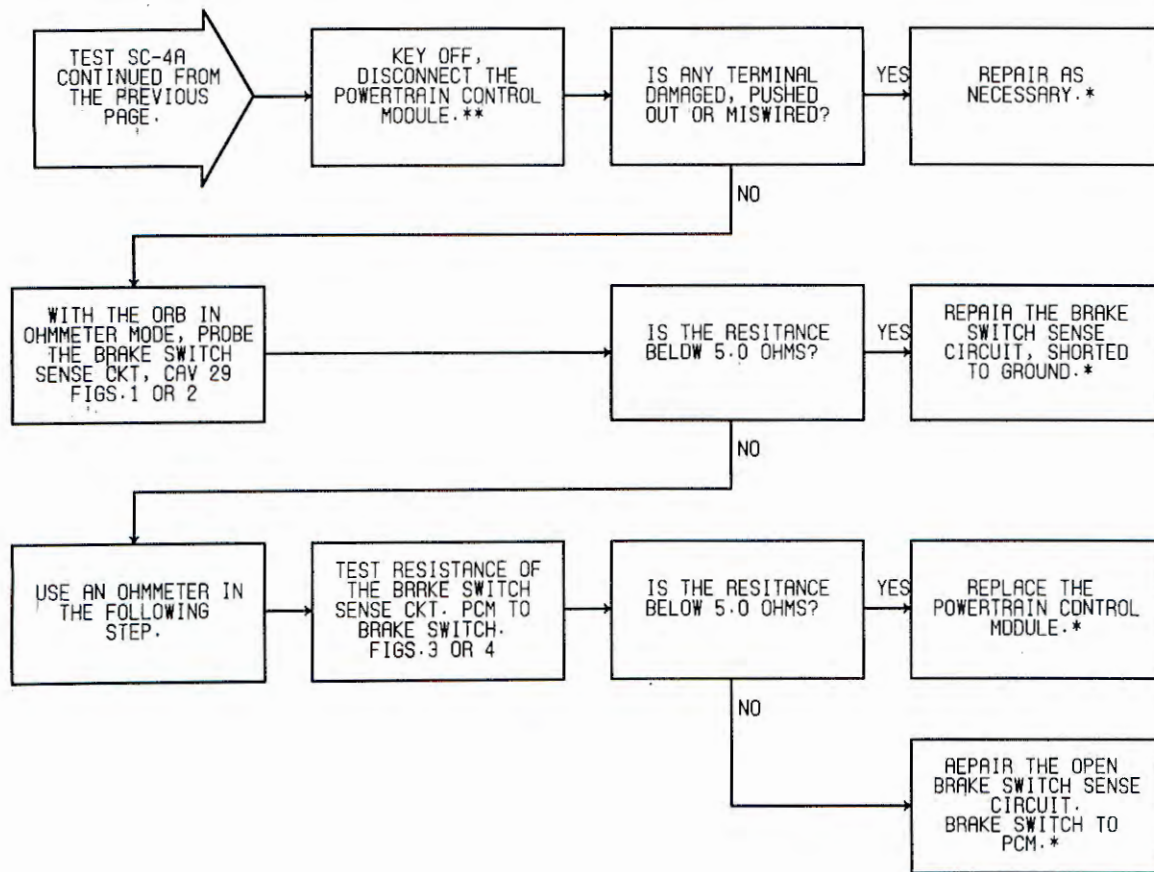 TEST SC-4A
CONTINUED FROM
THE PREVIOUS
PAGE.
KEY OFF,
DISCONNECT THE
POWERTRAIN CONTROL
MODULE.**
IS ANY TERMINAL
DAMAGED, PUSHED
OUT OR MISWIRED?
YES
REPAIR AS
NECESSARY.*
NO
WITH THE ORB IN
OHMMETER MODE, PROBE
THE BRAKE SWITCH
SENSE CKT, CAV 29
FIGS.1 OR 2
IS THE RESITANCE
BELOW 5.0 OHMS?
YES
REPAIR THE BRAKE
SWITCH SENSE
CIRCUIT, SHORTED
TO GROUND.*
NO
USE AN OHMMETER IN
THE FOLLOWING
STEP.
TEST RESISTANCE OF
THE BRAKE SWITCH
SENSE CKT. PCM TO
BRAKE SWITCH.
FIGS.3 OR 4
IS THE RESITANCE
BELOW 5.0 OHMS?
YES
REPLACE THE
POWERTRAIN CONTROL
MODULE.*
NO
REPAIR THE OPEN
BRAKE SWITCH SENSE
CIRCUIT.
BRAKE SWITCH TO
PCM.*